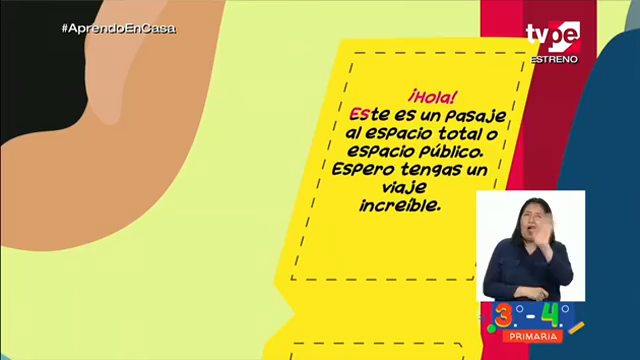 #AprendoEnCasa
tvpe
ESTRENO
¡Hola!
Este es un pasaje
al espacio total o
espacio público.
Espero tengas un
viaje
increíble.
3.° - 4.°
PRIMARIA